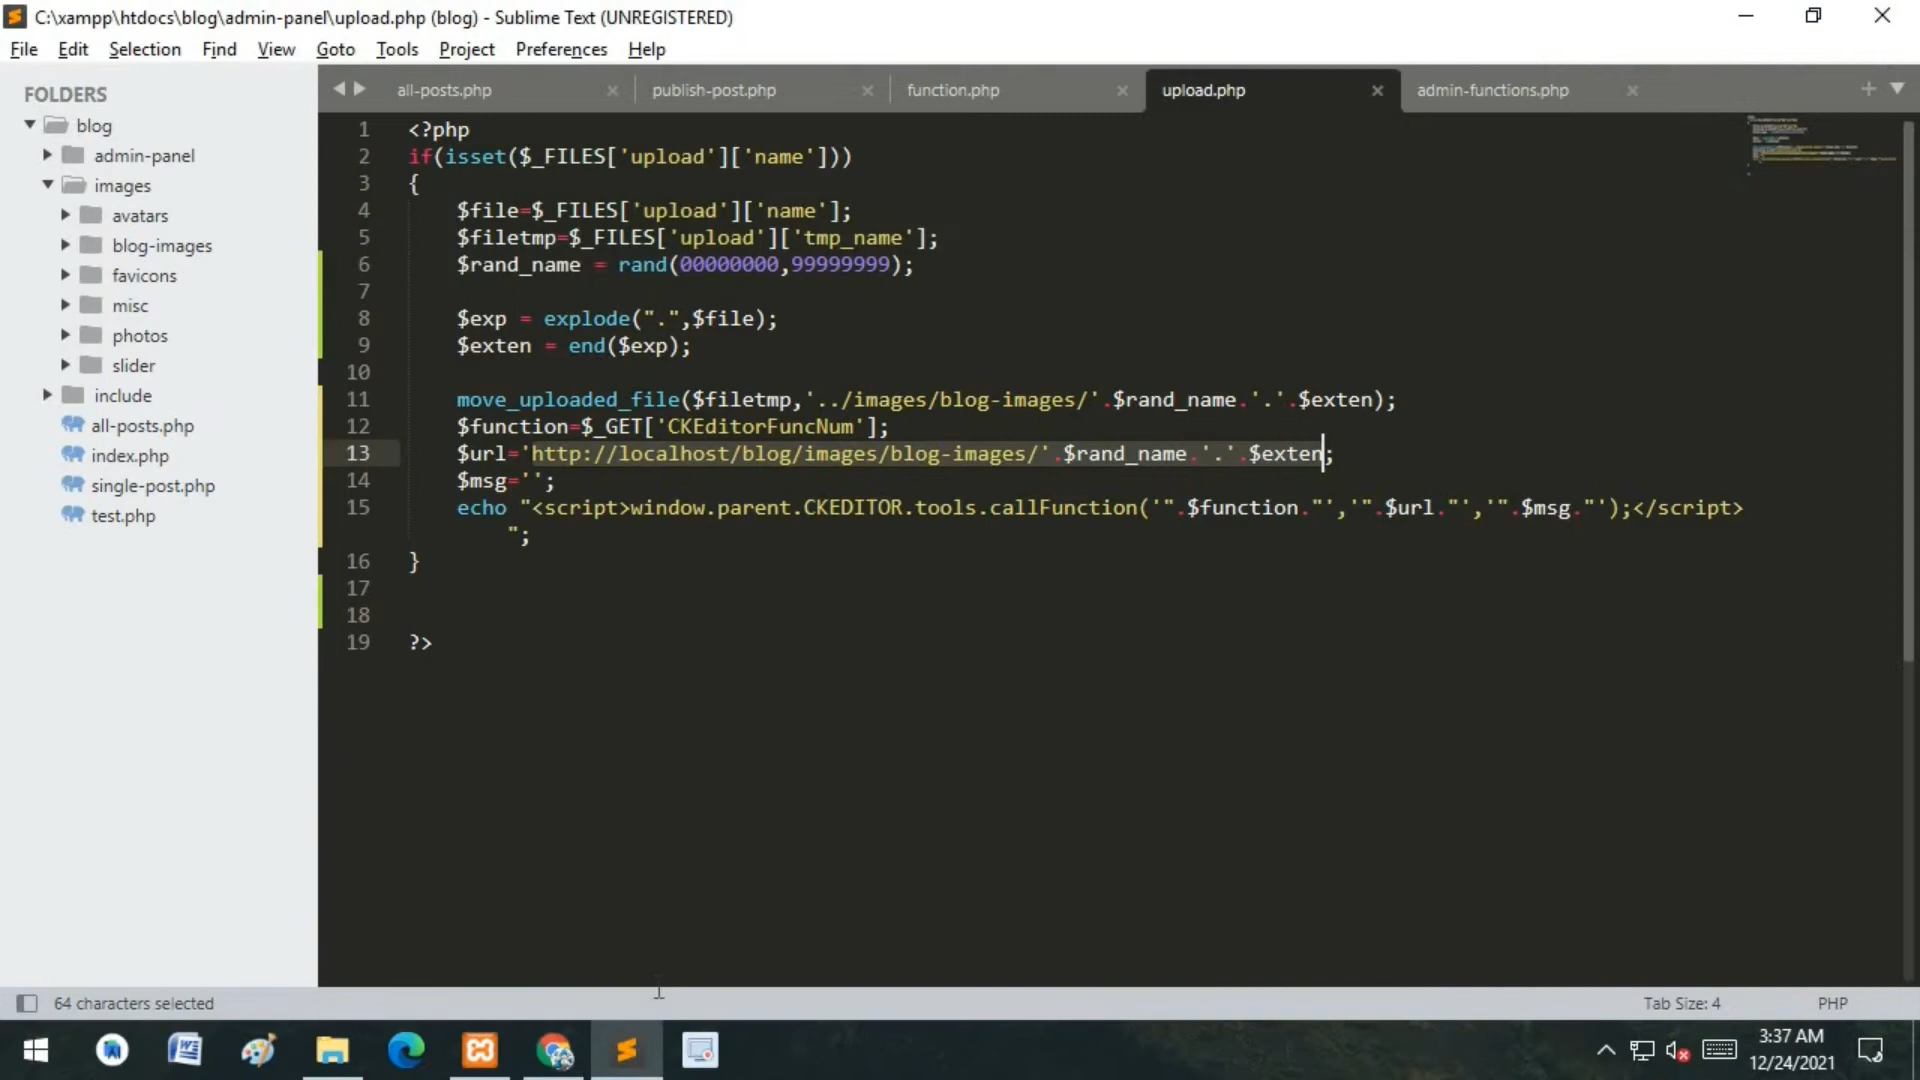 C:\xampp\htdocs\blog\admin-panel\upload.php (blog) - Sublime Text (UNREGISTERED)
File Edit Selection Find View Goto Tools Project Preferences Help
FOLDERS
blog
admin-panel
images
avatars
blog-images
favicons
misc
photos
slider
include
all-posts.php
index.php
single-post.php
test.php
all-posts.php publish-post.php function.php upload.php admin-functions.php
1 <?php
2 if(isset($_FILES['upload']['name']))
3 {
4 $file=$_FILES['upload']['name'];
5 $filetmp=$_FILES['upload']['tmp_name'];
6 $rand_name = rand(00000000,99999999);
7
8 $exp = explode(".",$file);
9 $exten = end($exp);
10
11 move_uploaded_file($filetmp,'../images/blog-images/'.$rand_name.'.'.$exten);
12 $function=$_GET['CKEditorFuncNum'];
13 $url='http://localhost/blog/images/blog-images/'.$rand_name.'.'.$exten;
14 $msg='';
15 echo "<script>window.parent.CKEDITOR.tools.callFunction('".$function."','".$url."','".$msg."');</script>
";
16 }
17
18
19 ?>
64 characters selected Tab Size: 4 PHP
3:37 AM
12/24/2021